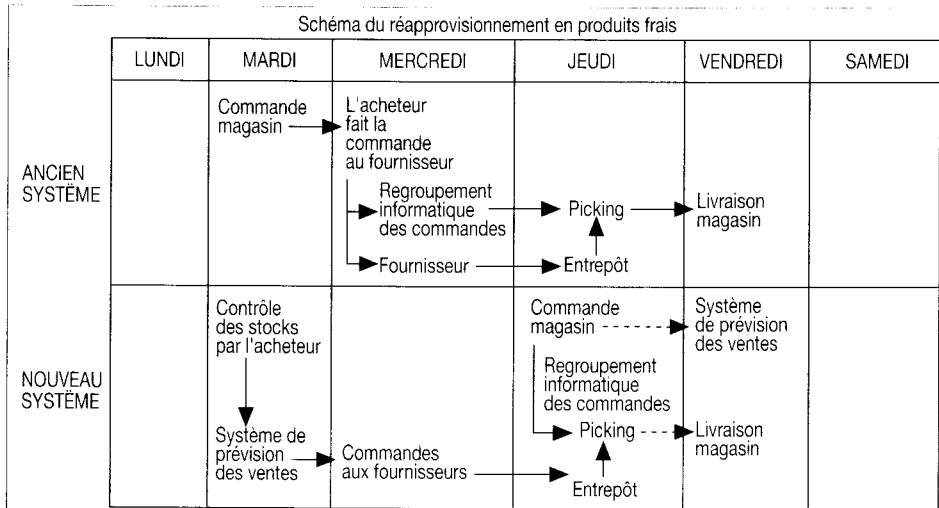 Schéma du réapprovisionnement en produits frais
LUNDI MARDI MERCREDI JEUDI VENDREDI SAMEDI
ANCIEN
SYSTÈME
Commande
magasin
L'acheteur
fait la
commande
au fournisseur
Regroupement
informatique
des commandes
Fournisseur
Picking
Entrepôt
Livraison
magasin
NOUVEAU
SYSTÈME
Contrôle
des stocks
par l'acheteur
Système de
prévision
des ventes
Commandes
aux fournisseurs
Commande
magasin
Regroupement
informatique
des commandes
Picking
Entrepôt
Système
de prévision
des ventes
Livraison
magasin